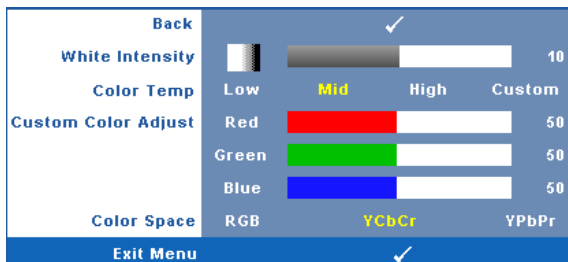 Back
White Intensity 10
Color Temp Low Mid High Custom
Custom Color Adjust Red 50
Green 50
Blue 50
Color Space RGB YCbCr YPbPr
Exit Menu